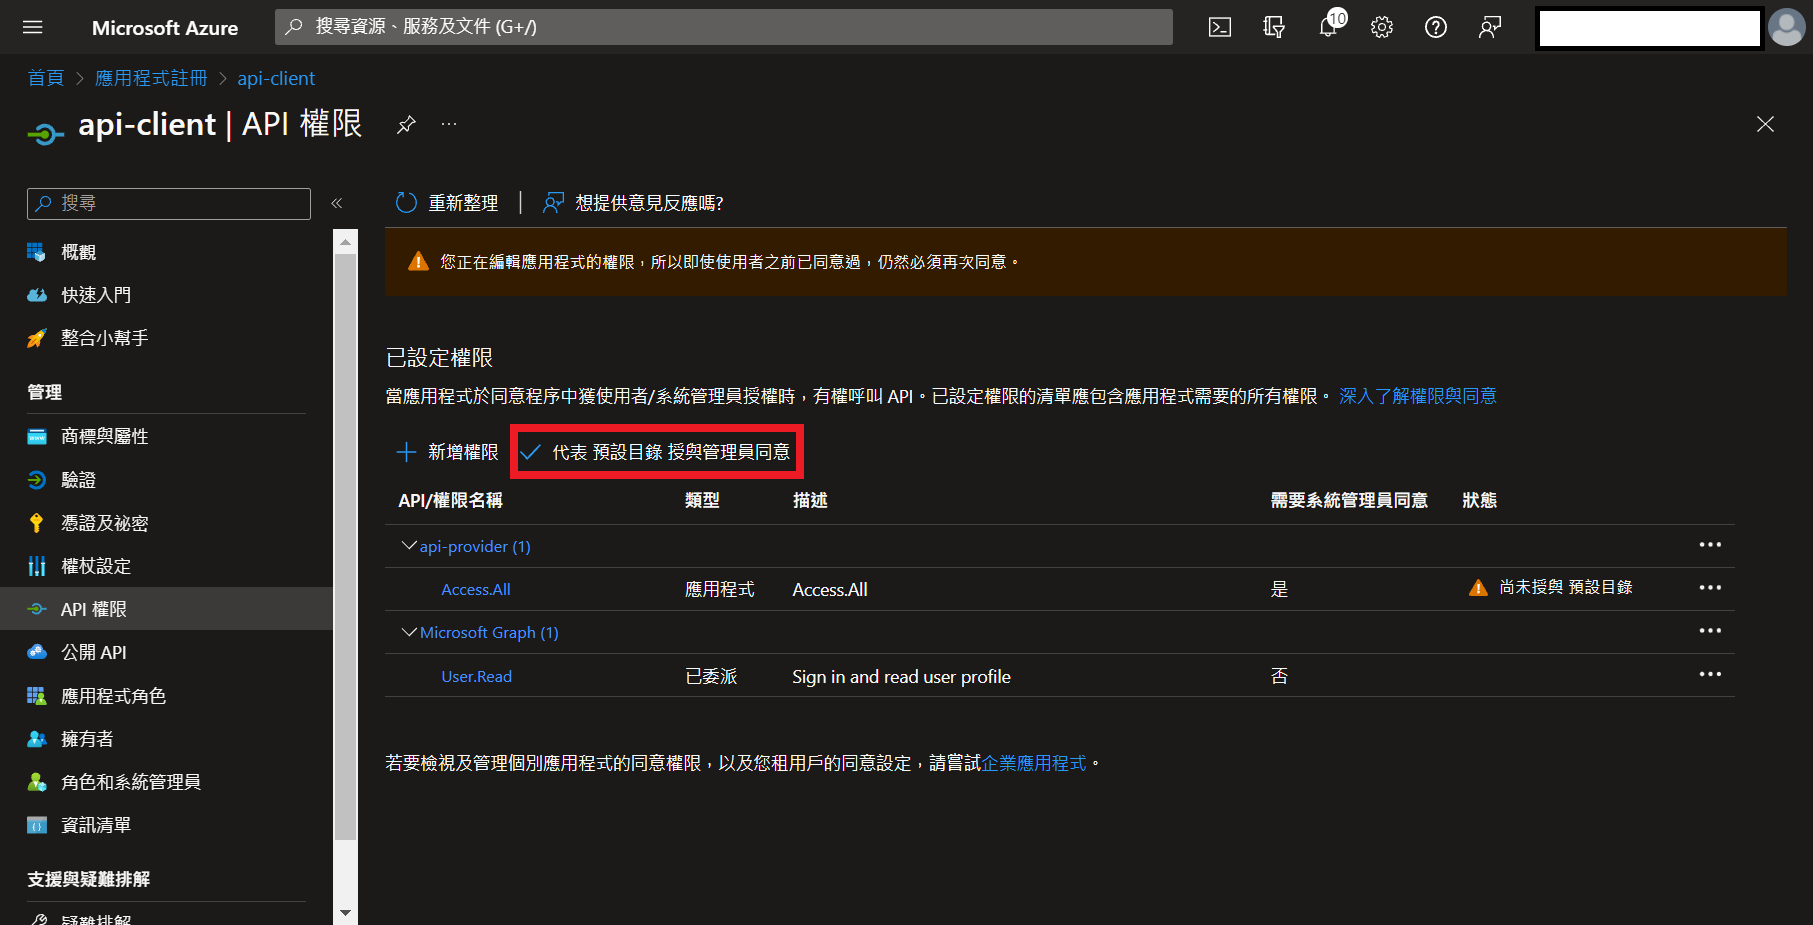 Microsoft Azure
搜尋資源、服務及文件 (G+/)
10
首頁 > 應用程式註冊 > api-client
api-client | API 權限
搜尋
重新整理
想提供意見反應嗎?
概觀
快速入門
整合小幫手
管理
商標與屬性
驗證
憑證及祕密
權杖設定
API 權限
公開 API
應用程式角色
擁有者
角色和系統管理員
資訊清單
支援與疑難排解
疑難排解
您正在編輯應用程式的權限，所以即使使用者之前已同意過，仍然必須再次同意。
已設定權限
當應用程式於同意程序中獲使用者/系統管理員授權時，有權呼叫 API。已設定權限的清單應包含應用程式需要的所有權限。 深入了解權限與同意
新增權限 代表 預設目錄 授與管理員同意
API/權限名稱 類型 描述 需要系統管理員同意 狀態
api-provider (1)
Access.All 應用程式 Access.All 是 尚未授與 預設目錄
Microsoft Graph (1)
User.Read 已委派 Sign in and read user profile 否
若要檢視及管理個別應用程式的同意權限，以及您租用戶的同意設定，請嘗試企業應用程式。